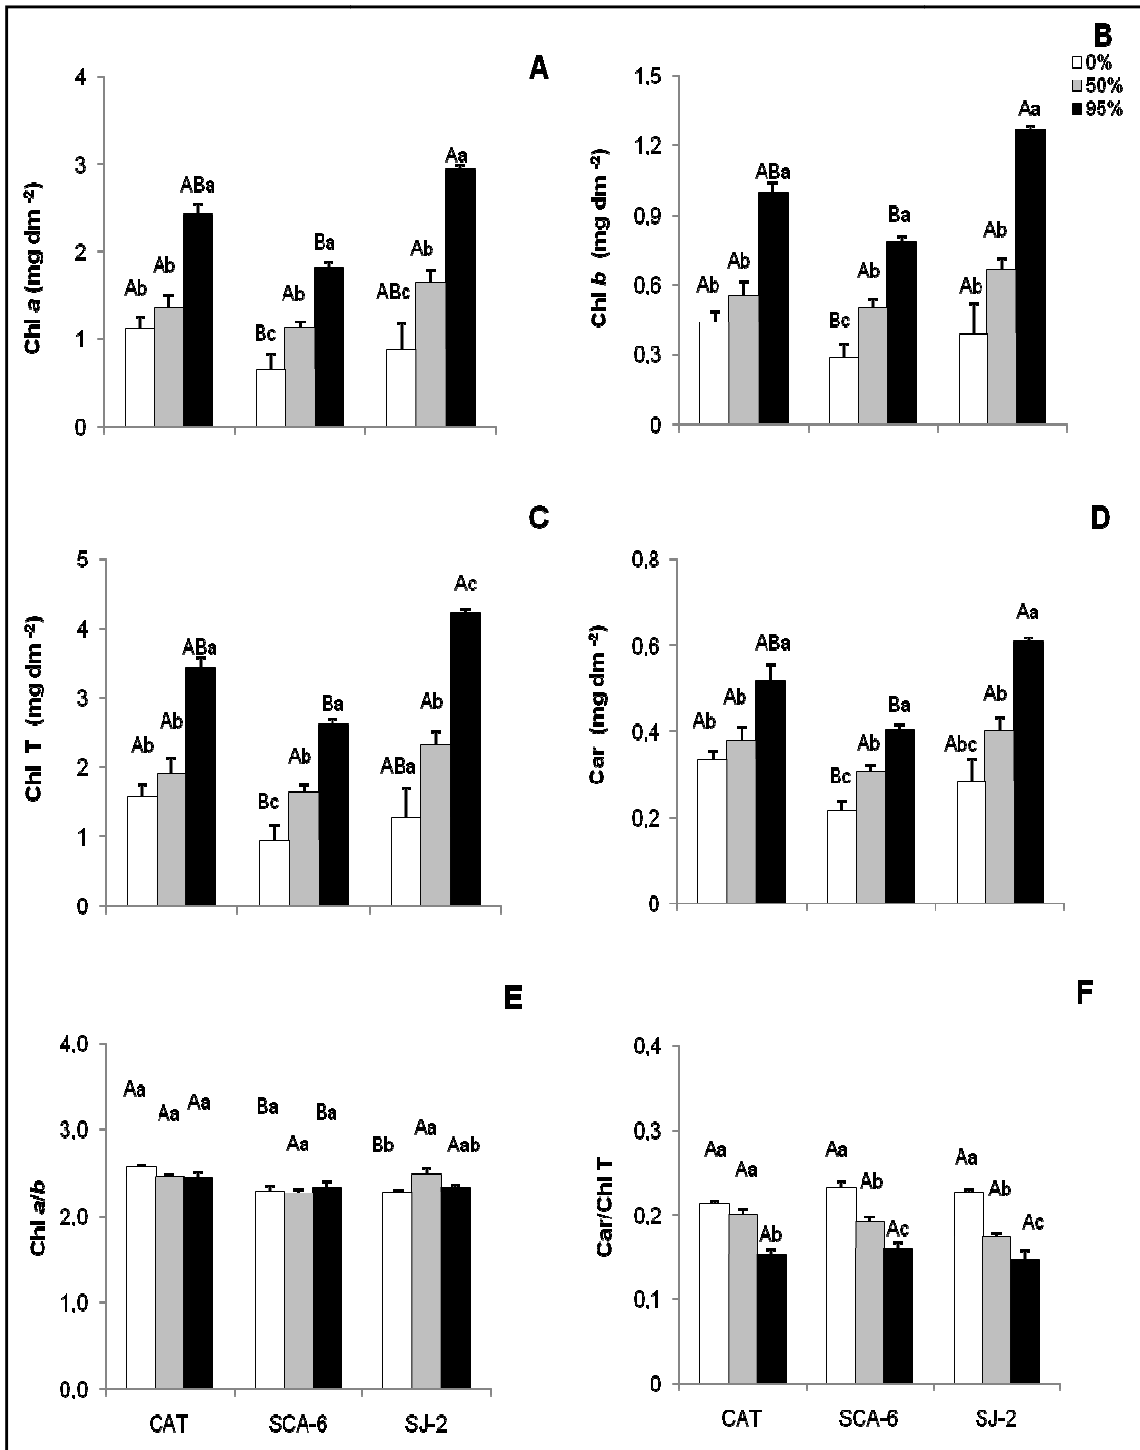 A
Chl a (mg dm -2)
4
3
2
1
0
Ab
Ab
ABa
Bc
Ab
Ba
ABc
Ab
Aa
B
0%
50%
95%
Chl b (mg dm -2)
1,5
1,2
0,9
0,6
0,3
0
Ab
Ab
ABa
Bc
Ab
Ba
Ab
Ab
Aa
C
Chl T (mg dm -2)
5
4
3
2
1
0
Ab
Ab
ABa
Bc
Ab
Ba
ABa
Ab
Ac
D
Car (mg dm -2)
0,8
0,6
0,4
0,2
0
Ab
Ab
ABa
Bc
Ab
Ba
Abc
Ab
Aa
E
Chl a/b
4,0
3,0
2,0
1,0
0,0
Aa
Aa
Aa
Ba
Aa
Ba
Bb
Aa
Aab
CAT
SCA-6
SJ-2
F
Car/Chl T
0,4
0,3
0,2
0,1
0
Aa
Aa
Ab
Aa
Ab
Ac
Aa
Ab
Ac
CAT
SCA-6
SJ-2